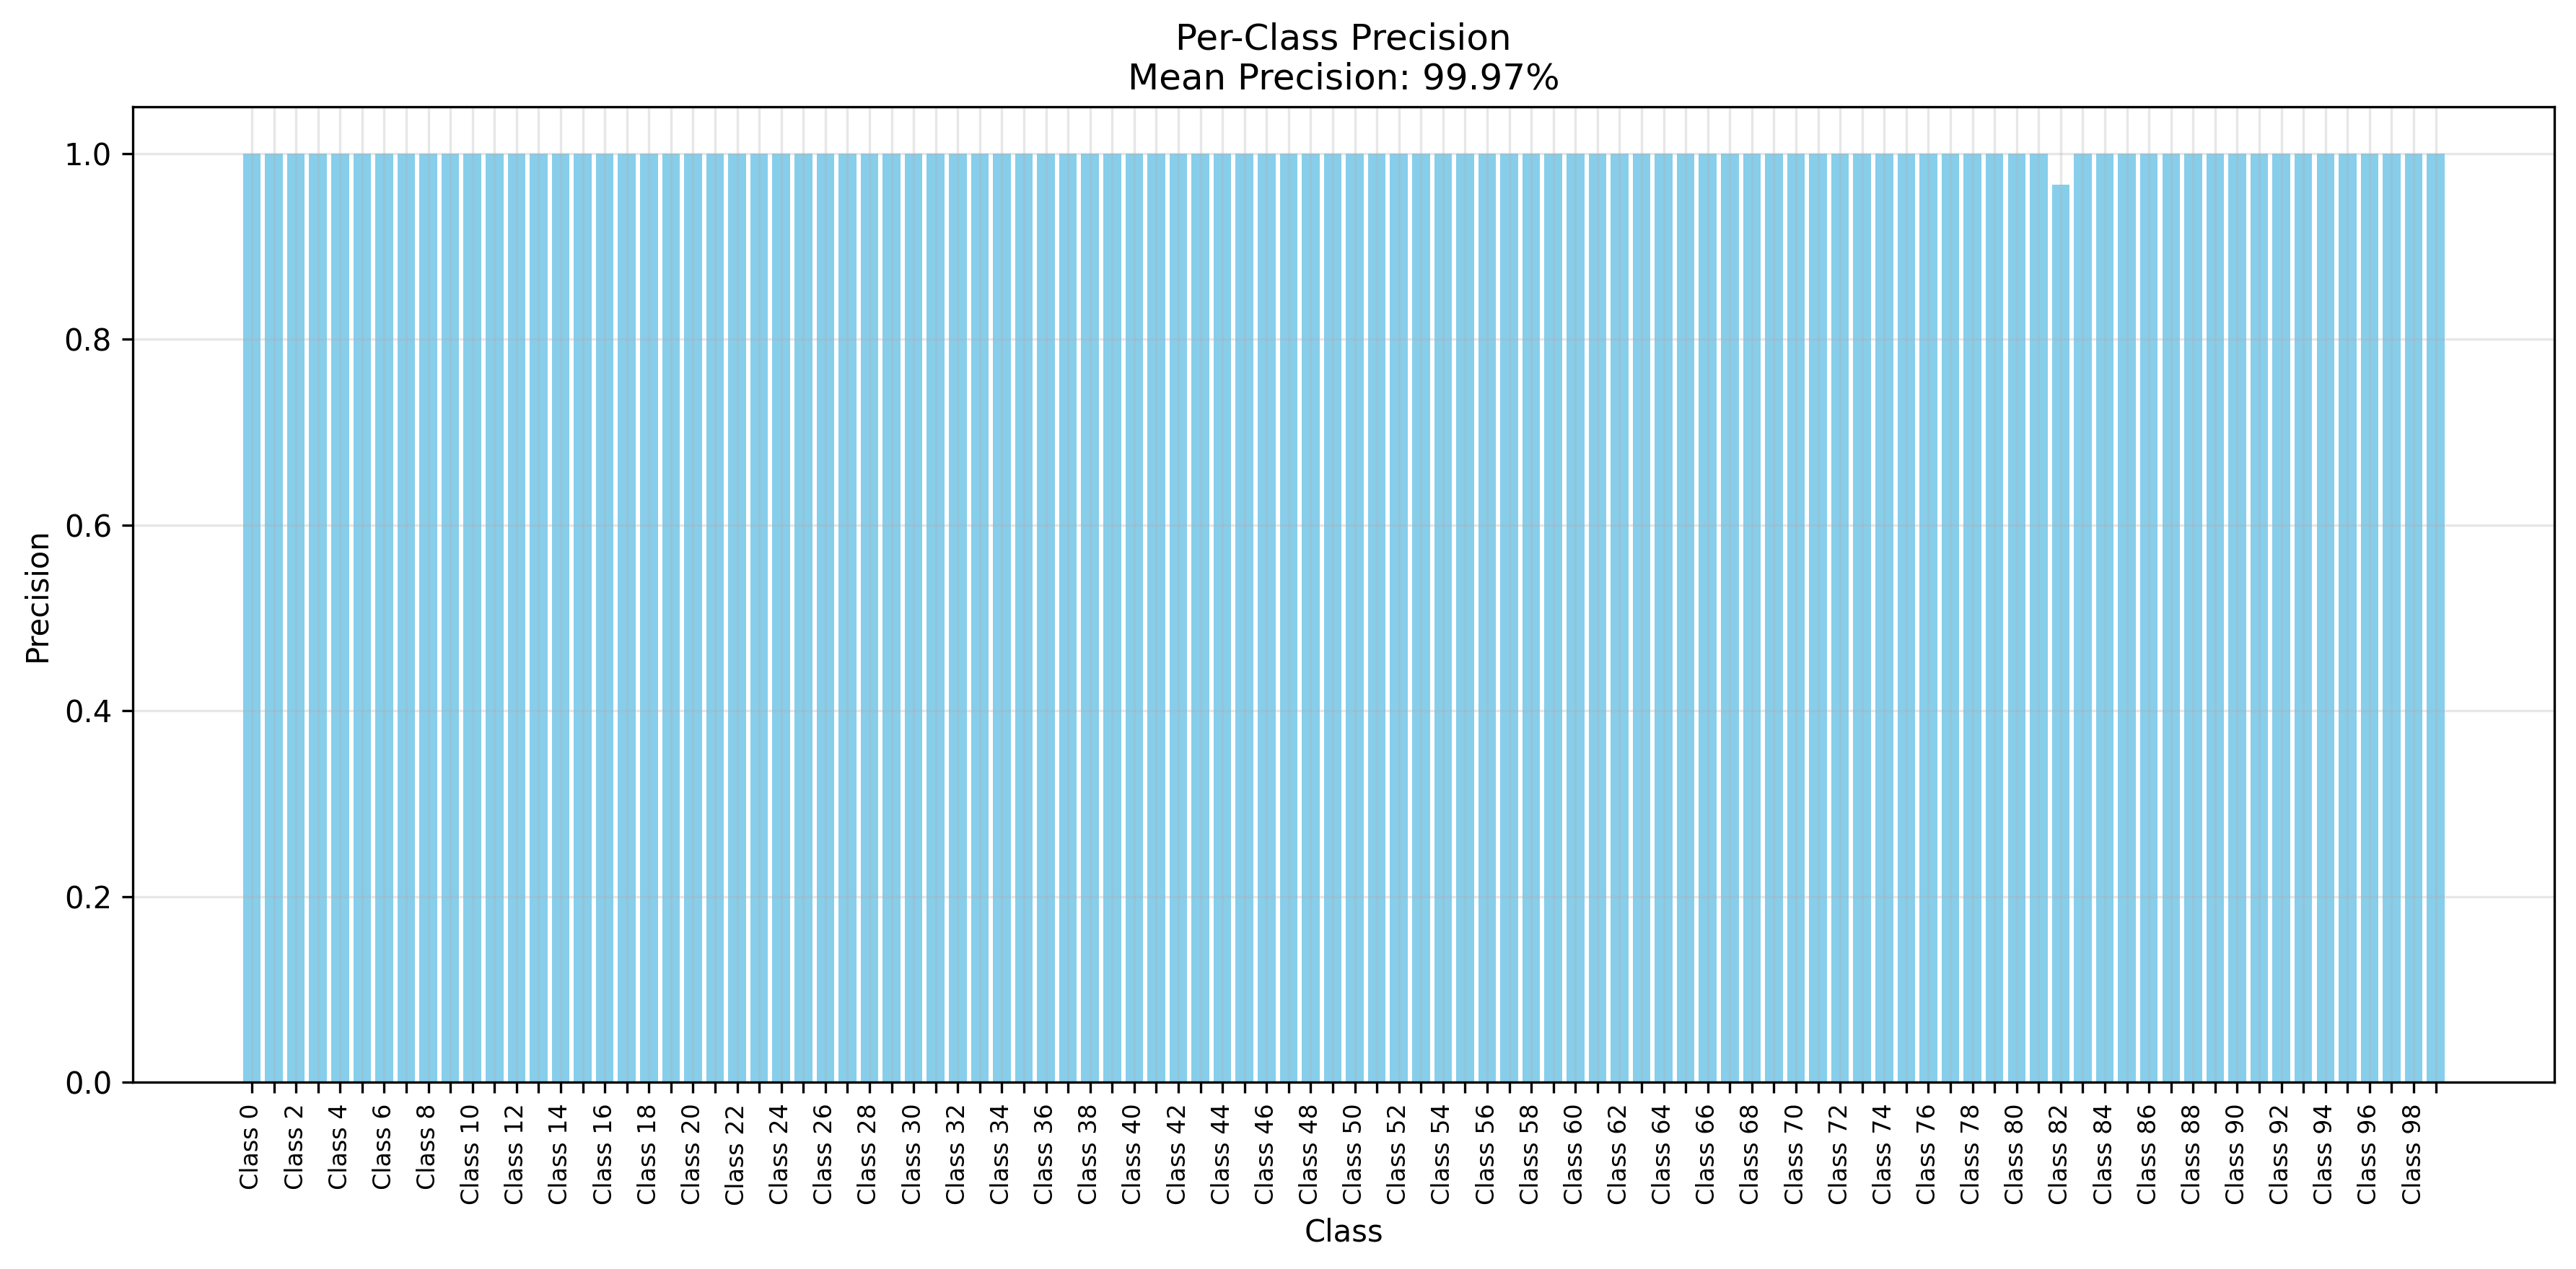 Per-Class Precision
Mean Precision: 99.97%
Precision
1.0
0.8
0.6
0.4
0.2
0.0
Class 0
Class 2
Class 4
Class 6
Class 8
Class 10
Class 12
Class 14
Class 16
Class 18
Class 20
Class 22
Class 24
Class 26
Class 28
Class 30
Class 32
Class 34
Class 36
Class 38
Class 40
Class 42
Class 44
Class 46
Class 48
Class 50
Class 52
Class 54
Class 56
Class 58
Class 60
Class 62
Class 64
Class 66
Class 68
Class 70
Class 72
Class 74
Class 76
Class 78
Class 80
Class 82
Class 84
Class 86
Class 88
Class 90
Class 92
Class 94
Class 96
Class 98
Class